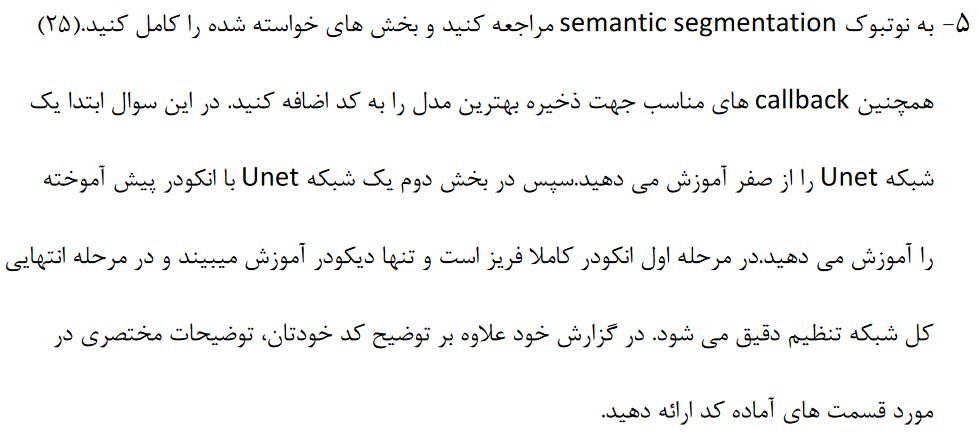 ۵- به نوتبوک semantic segmentation مراجعه کنید و بخش های خواسته شده را کامل کنید.(۲۵)
همچنین callback های مناسب جهت ذخیره بهترین مدل را به کد اضافه کنید. در این سوال ابتدا یک
شبکه Unet را از صفر آموزش می دهید.سپس در بخش دوم یک شبکه Unet با انکودر پیش آموخته
را آموزش می دهید.در مرحله اول انکودر کاملا فریز است و تنها دیکودر آموزش میبیند و در مرحله انتهایی
کل شبکه تنظیم دقیق می شود. در گزارش خود علاوه بر توضیح کد خودتان، توضیحات مختصری در
مورد قسمت های آماده کد ارائه دهید.